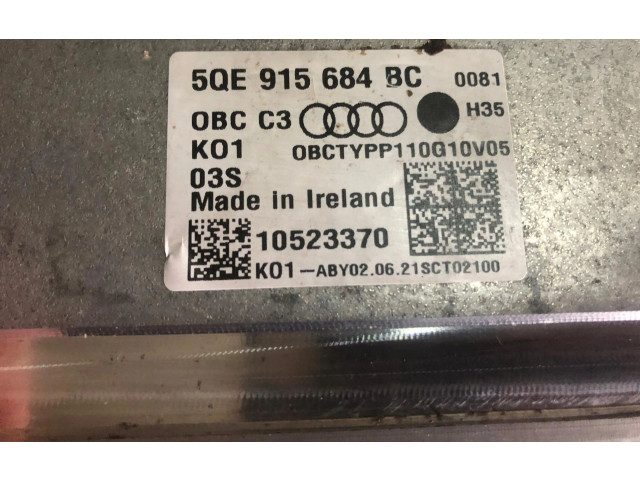 5QE 915 684 BC 0081
OBC C3 H35
K01 OBCTYPP110G10V05
03S
Made in Ireland
10523370
K01-ABY02.06.21SCT02100